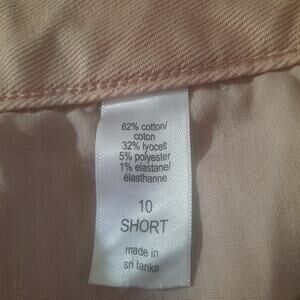 62% cotton/
coton
32% lyocell
5% polyester
1% elastane/
élasthanne
10
SHORT
made in
sri lanka